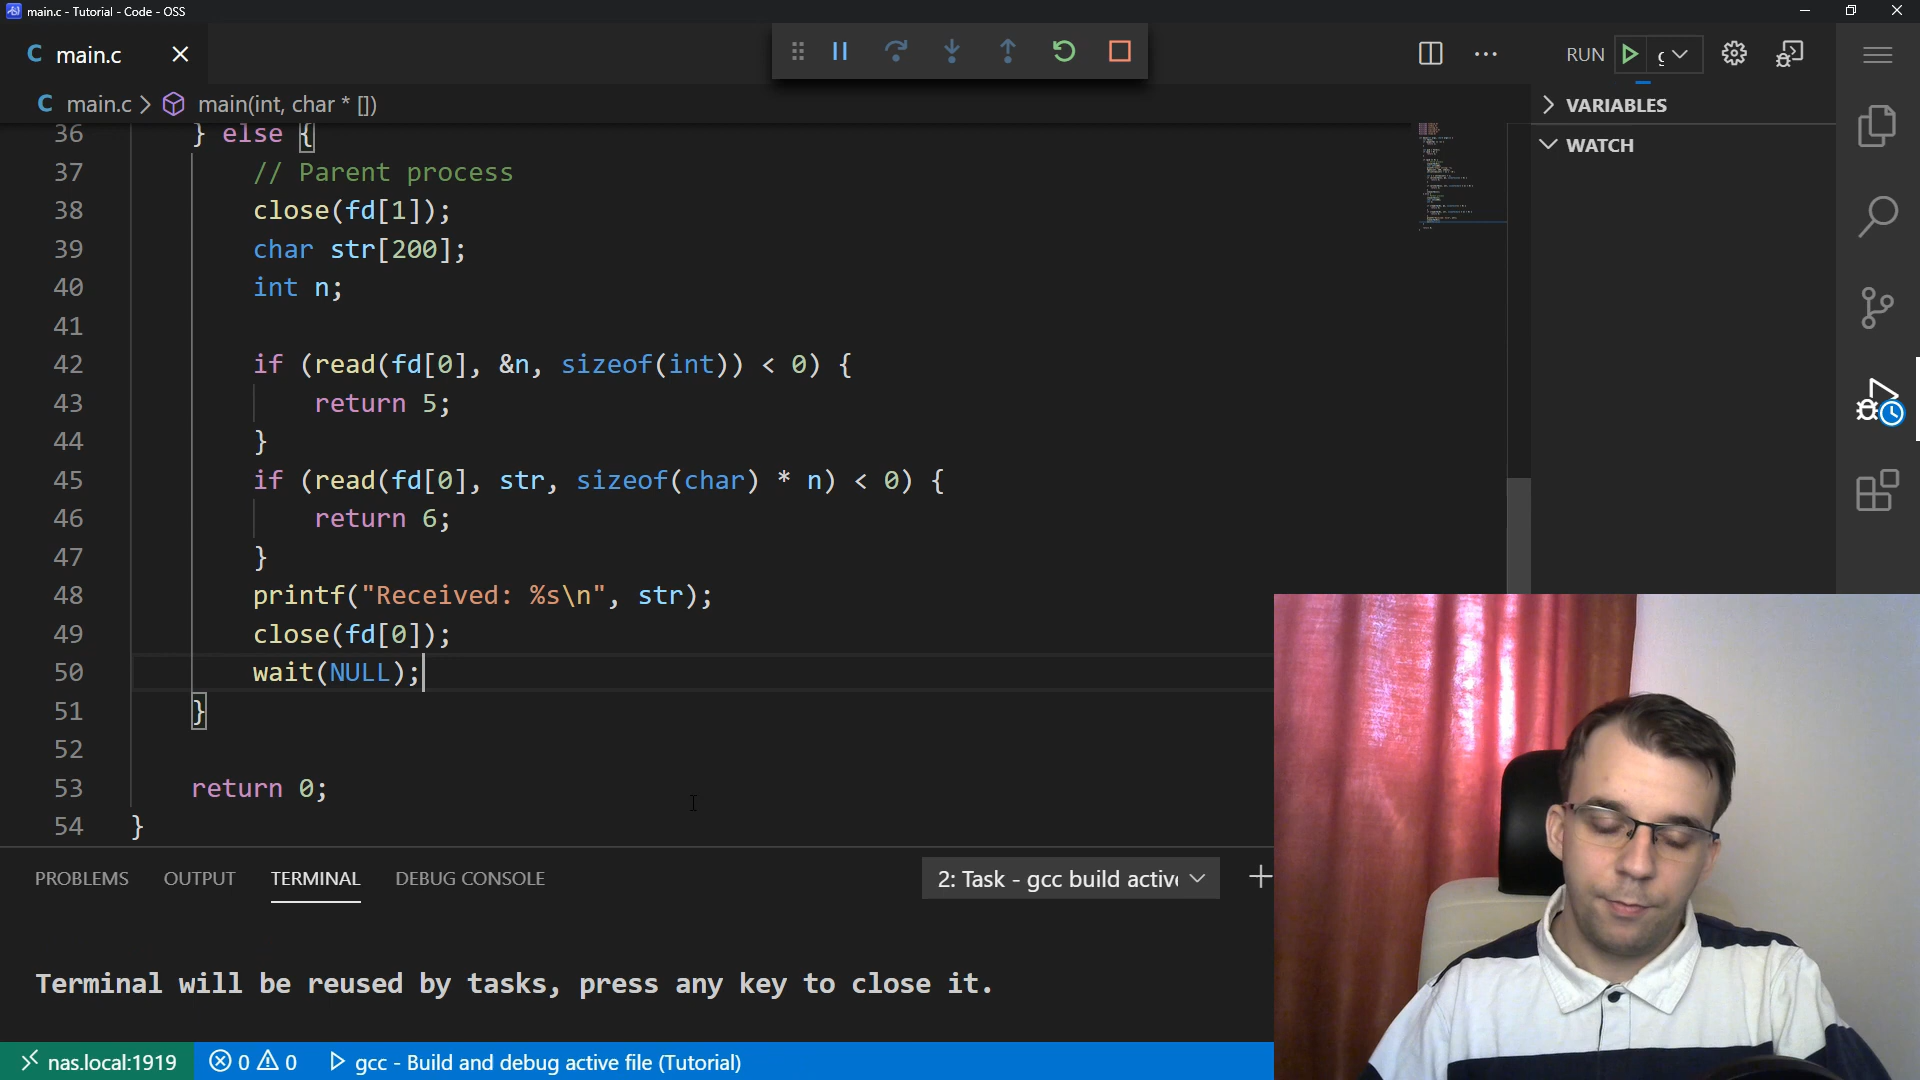 main.c - Tutorial - Code - OSS
main.c
RUN
main.c > main(int, char * [])
VARIABLES
WATCH
36 } else {
37 // Parent process
38 close(fd[1]);
39 char str[200];
40 int n;
41
42 if (read(fd[0], &n, sizeof(int)) < 0) {
43 return 5;
44 }
45 if (read(fd[0], str, sizeof(char) * n) < 0) {
46 return 6;
47 }
48 printf("Received: %s\n", str);
49 close(fd[0]);
50 wait(NULL);
51 }
52
53 return 0;
54 }
PROBLEMS OUTPUT TERMINAL DEBUG CONSOLE 2: Task - gcc build activ
Terminal will be reused by tasks, press any key to close it.
nas.local:1919 0 0 gcc - Build and debug active file (Tutorial)